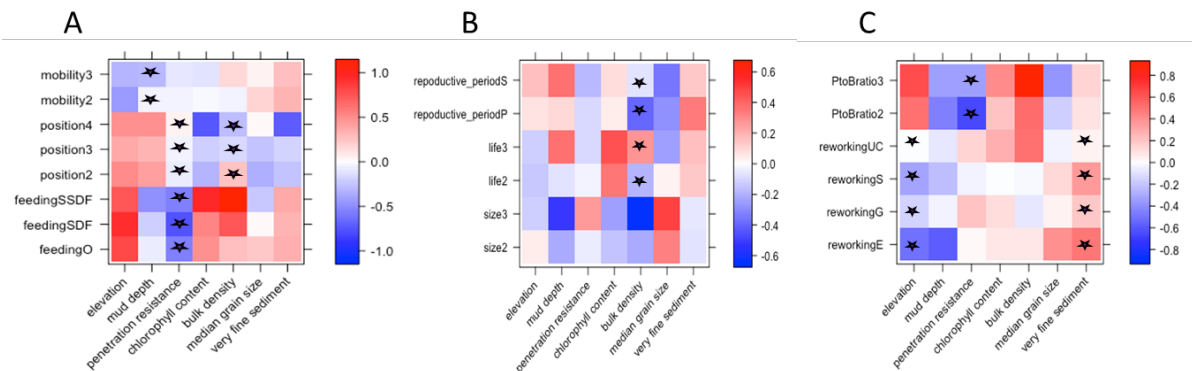 A
B
C
mobility3
mobility2
position4
position3
position2
feedingSSDF
feedingSDF
feedingO
elevation
mud depth
penetration resistance
chlorophyll content
bulk density
median grain size
very fine sediment
1.0
0.5
0.0
-0.5
-1.0
repoductive_periodS
repoductive_periodP
life3
life2
size3
size2
elevation
mud depth
penetration resistance
chlorophyll content
bulk density
median grain size
very fine sediment
0.6
0.4
0.2
0.0
-0.2
-0.4
-0.6
PtoBratio3
PtoBratio2
reworkingUC
reworkingS
reworkingG
reworkingE
elevation
mud depth
penetration resistance
chlorophyll content
bulk density
median grain size
very fine sediment
0.8
0.6
0.4
0.2
0.0
-0.2
-0.4
-0.6
-0.8